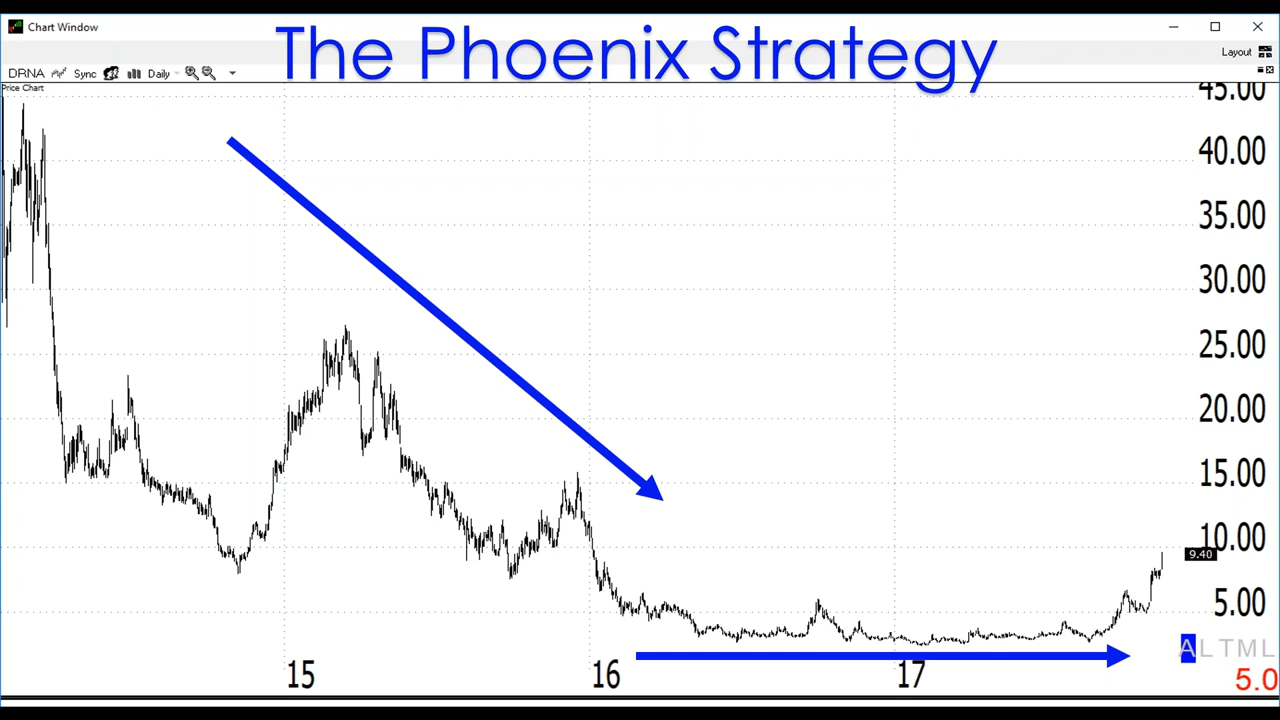 Chart Window
The Phoenix Strategy
Layout
DRNA Sync Daily
Price Chart
45.00
40.00
35.00
30.00
25.00
20.00
15.00
10.00
9.40
5.00
ALTML
15 16 17
5.0